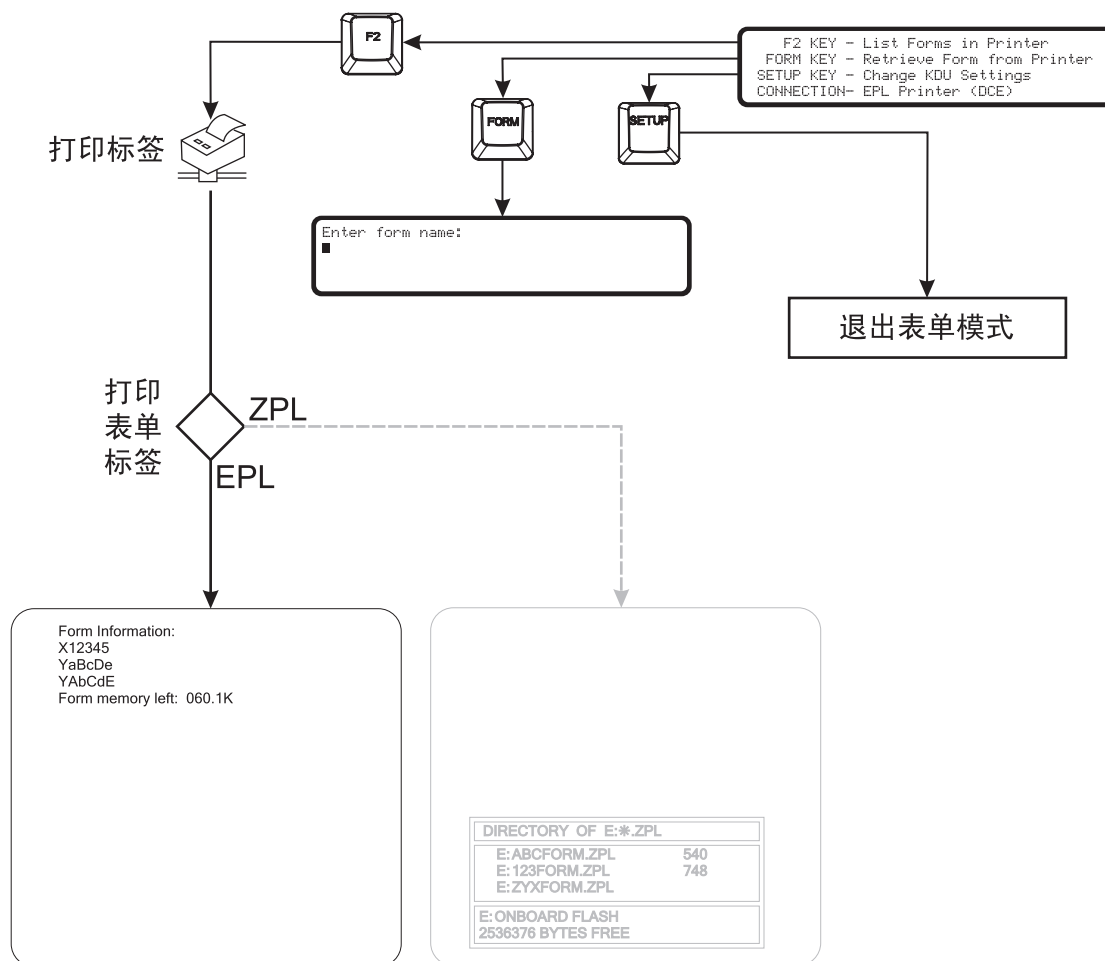 F2
F2 KEY - List Forms in Printer
FORM KEY - Retrieve Form from Printer
SETUP KEY - Change KDU Settings
CONNECTION- EPL Printer (DCE)
FORM
SETUP
打印标签
Enter form name:
退出表单模式
打印
表单
标签
ZPL
EPL
Form Information:
X12345
YaBcDe
YAbCdE
Form memory left: 060.1K
DIRECTORY OF E:*.ZPL
E:ABCFORM.ZPL 540
E:123FORM.ZPL 748
E:ZYXFORM.ZPL
E:ONBOARD FLASH
2536376 BYTES FREE